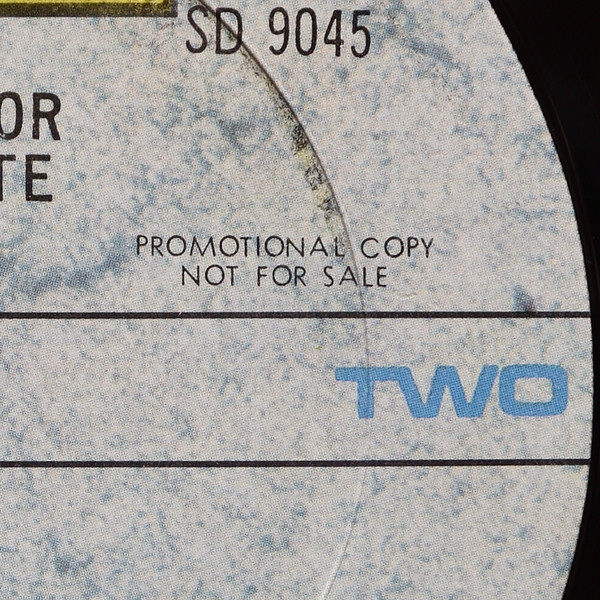 SD 9045
OR
TE
PROMOTIONAL COPY
NOT FOR SALE
TWO